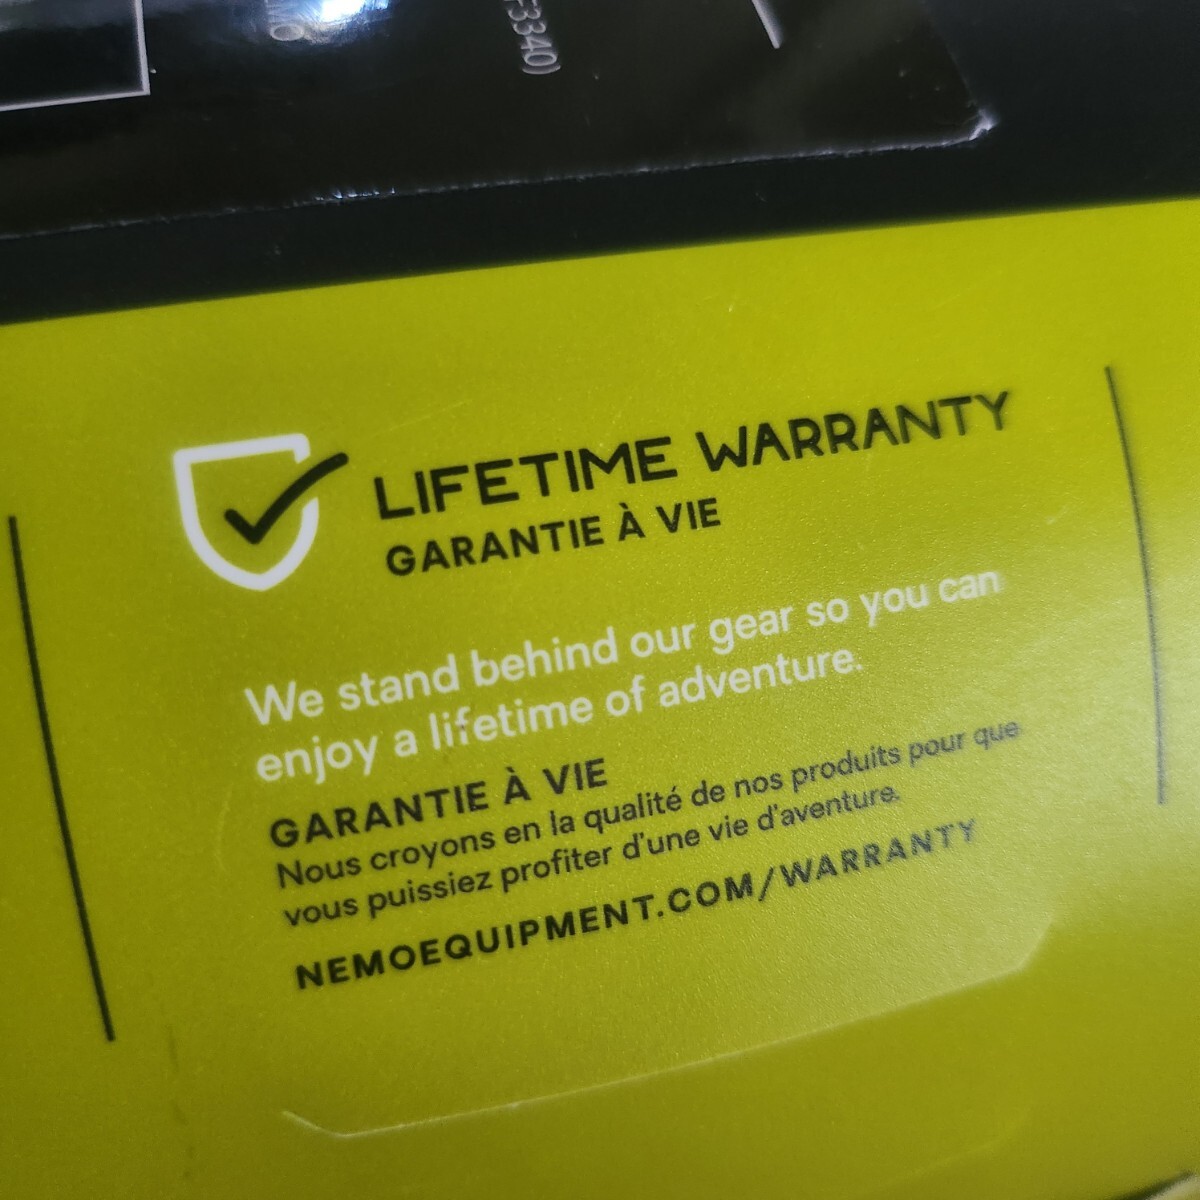 F3340)
LIFETIME WARRANTY
GARANTIE À VIE
We stand behind our gear so you can
enjoy a lifetime of adventure.
GARANTIE À VIE
Nous croyons en la qualité de nos produits pour que
vous puissiez profiter d'une vie d'aventure.
NEMOEQUIPMENT.COM/WARRANTY